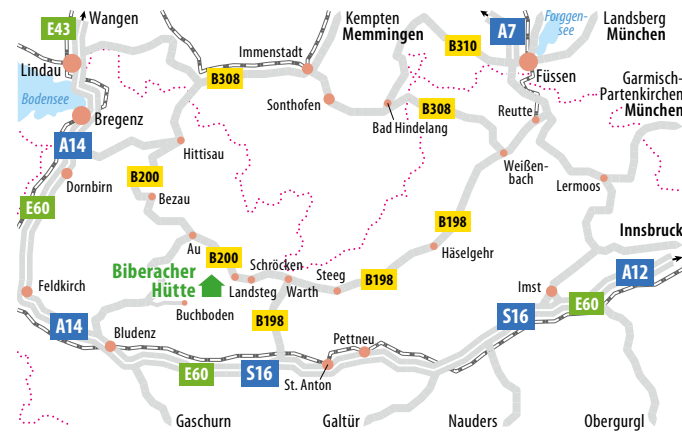 E43
Wangen
Kempten
Memmingen
B310
A7
Forggen-
see
Landsberg
München
Lindau
Immenstadt
B308
Füssen
Garmisch-
Partenkirchen
München
Bodensee
Sonthofen
B308
Bregenz
Bad Hindelang
Reutte
A14
Hittisau
Weißen-
bach
Dornbirn
B200
Lermoos
E60
Bezau
B198
Innsbruck
Au
B200
Häselgehr
Biberacher
Hütte
Schröcken
Steeg
B198
A12
Feldkirch
Landsteg
Warth
Imst
E60
Buchboden
B198
S16
A14
Bludenz
Pettneu
E60
S16
St. Anton
Gaschurn
Galtür
Nauders
Obergurgl